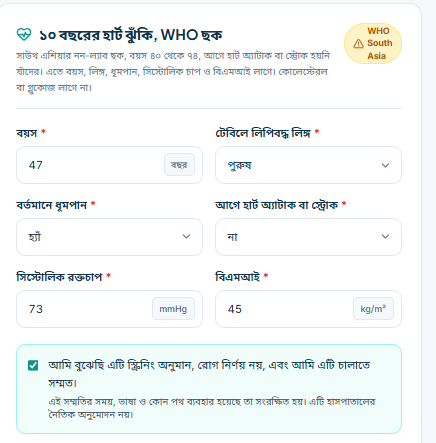 ১০ বছরের হার্ট ঝুঁকি, WHO ছক
সাউথ এশিয়ার নন-ল্যাব ছক, বয়স ৪০ থেকে ৭৪, আগে হার্ট অ্যাটাক বা স্ট্রোক হয়নি
যাঁদের। এতে বয়স, লিঙ্গ, ধূমপান, সিস্টোলিক চাপ ও বিএমআই লাগে। কোলেস্টেরল
বা গ্লুকোজ লাগে না।
WHO
South
Asia
বয়স *
টেবিলে লিপিবদ্ধ লিঙ্গ *
47 বছর
পুরুষ
বর্তমানে ধূমপান *
আগে হার্ট অ্যাটাক বা স্ট্রোক *
হ্যাঁ
না
সিস্টোলিক রক্তচাপ *
বিএমআই *
73 mmHg
45 kg/m²
আমি বুঝেছি এটি স্ক্রিনিং অনুমান, রোগ নির্ণয় নয়, এবং আমি এটি চালাতে
সম্মত।
এই সম্মতির সময়, ভাষা ও কোন পথ ব্যবহার হয়েছে তা সংরক্ষিত হয়। এটি হাসপাতালের
নৈতিক অনুমোদন নয়।